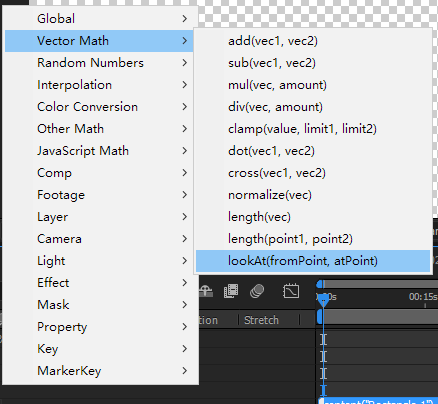 Global
Vector Math
Random Numbers
Interpolation
Color Conversion
Other Math
JavaScript Math
Comp
Footage
Layer
Camera
Light
Effect
Mask
Property
Key
MarkerKey
add(vec1, vec2)
sub(vec1, vec2)
mul(vec, amount)
div(vec, amount)
clamp(value, limit1, limit2)
dot(vec1, vec2)
cross(vec1, vec2)
normalize(vec)
length(vec)
length(point1, point2)
lookAt(fromPoint, atPoint)
00:15s
Stretch